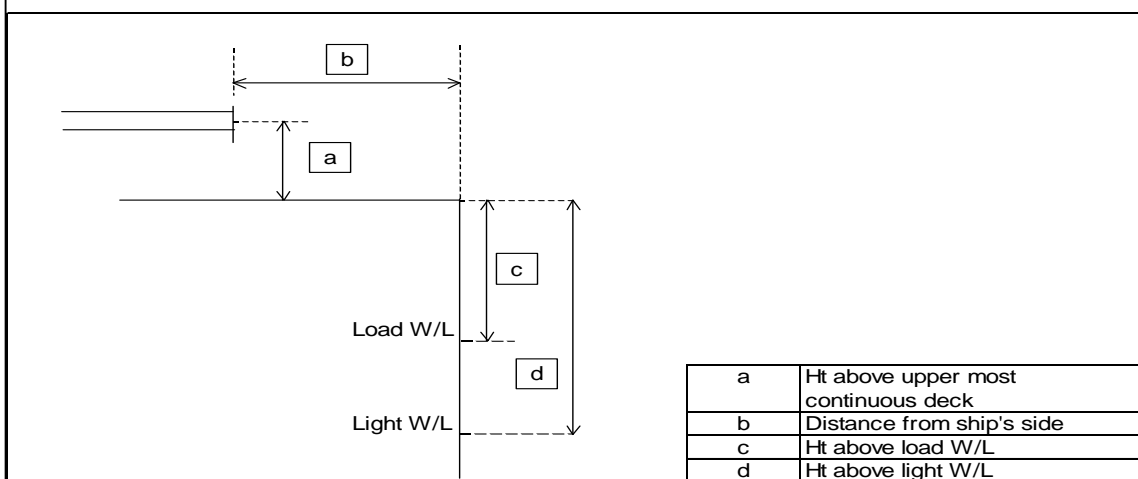 b
a
c
Load W/L
d
Light W/L
a Ht above upper most
continuous deck
b Distance from ship's side
c Ht above load W/L
d Ht above light W/L